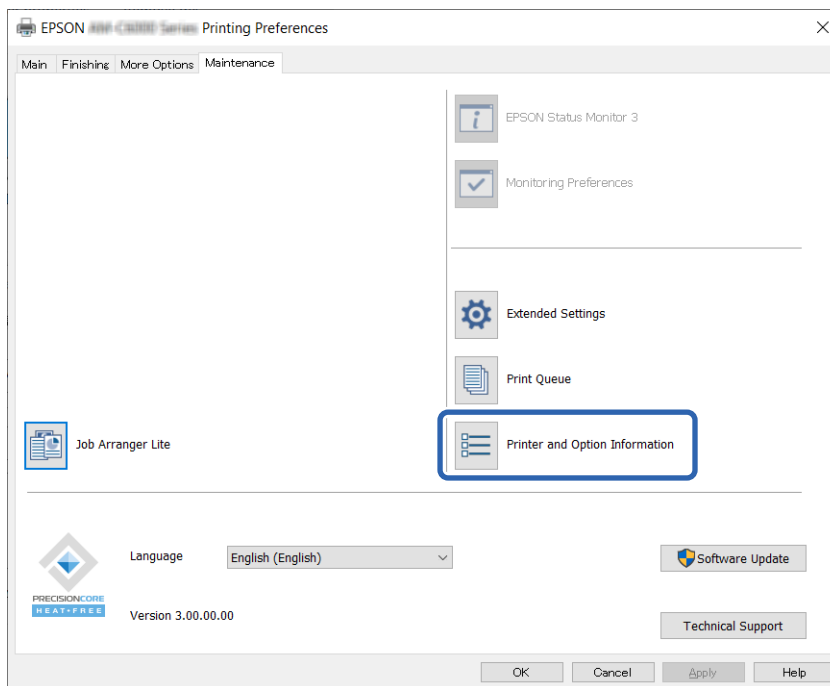 EPSON Series Printing Preferences
Main Finishing More Options Maintenance
EPSON Status Monitor 3
Monitoring Preferences
Extended Settings
Print Queue
Job Arranger Lite
Printer and Option Information
Language English (English)
Software Update
PRECISIONCORE
HEAT-FREE
Version 3.00.00.00
Technical Support
OK Cancel Apply Help